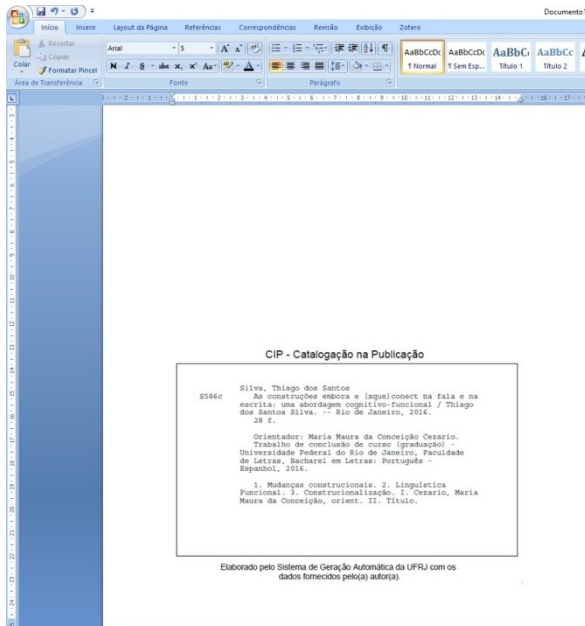 Documento
Início Inserir Layout da Página Referências Correspondências Revisão Exibição Zotero
Recortar
Copiar
Colar
Formatar Pincel
Área de Transferência
Arial 5
N I S abe x, x² Aa A
Fonte
Parágrafo
AaBbCcDc AaBbCcDc AaBbC AaBbCc
¶ Normal ¶ Sem Esp... Título 1 Título 2
CIP - Catalogação na Publicação
Silva, Thiago dos Santos
S586c As construções embora e [xque]conect na fala e na
escrita: uma abordagem cognitivo-funcional / Thiago
dos Santos Silva. -- Rio de Janeiro, 2016.
28 f.
Orientador: Maria Maura da Conceição Cezario.
Trabalho de conclusão de curso (graduação) -
Universidade Federal do Rio de Janeiro, Faculdade
de Letras, Bacharel em Letras: Português -
Espanhol, 2016.
1. Mudanças construcionais. 2. Linguística
Funcional. 3. Construcionalização. I. Cezario, Maria
Maura da Conceição, orient. II. Título.
Elaborado pelo Sistema de Geração Automática da UFRJ com os
dados fornecidos pelo(a) autor(a).